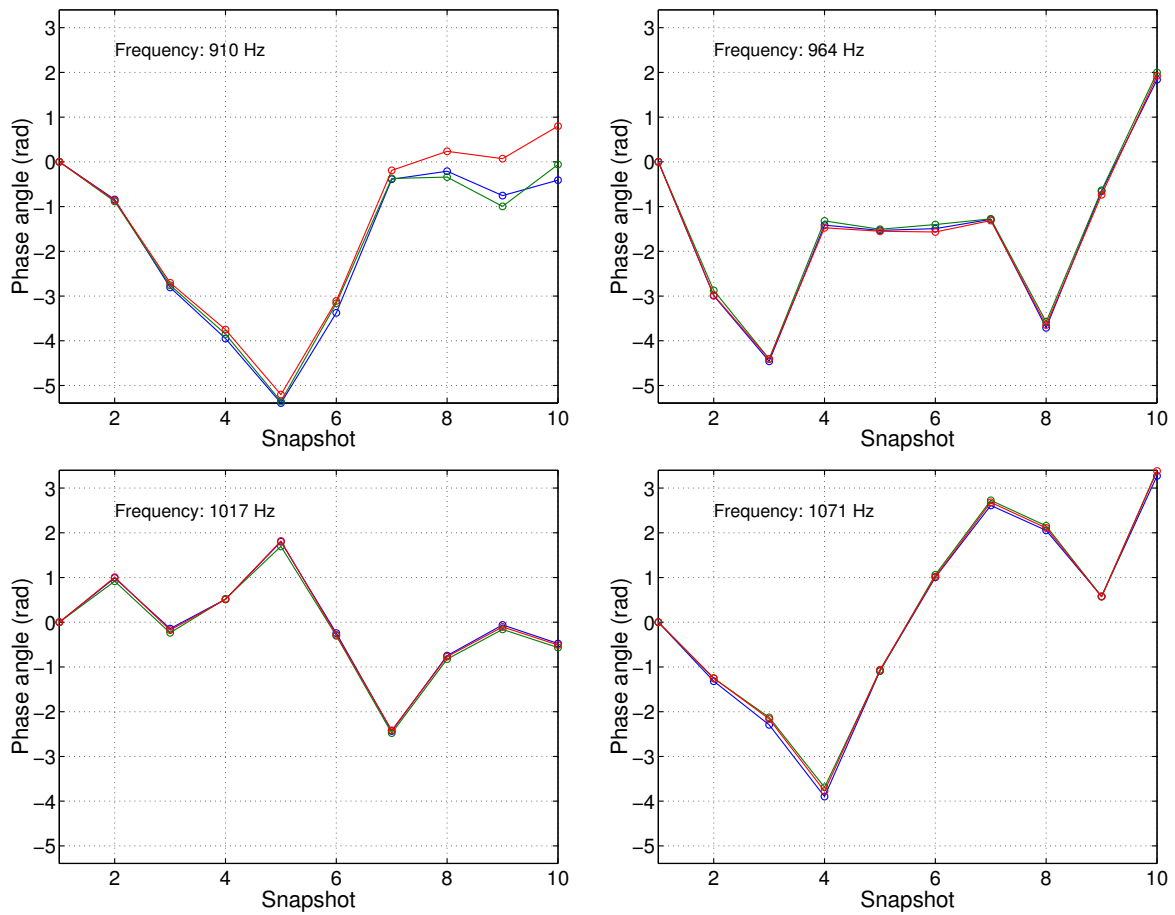 Frequency: 910 Hz
Phase angle (rad)
3
2
1
0
−1
−2
−3
−4
−5
2 4 6 8 10
Snapshot
Frequency: 964 Hz
Phase angle (rad)
3
2
1
0
−1
−2
−3
−4
−5
2 4 6 8 10
Snapshot
Frequency: 1017 Hz
Phase angle (rad)
3
2
1
0
−1
−2
−3
−4
−5
2 4 6 8 10
Snapshot
Frequency: 1071 Hz
Phase angle (rad)
3
2
1
0
−1
−2
−3
−4
−5
2 4 6 8 10
Snapshot